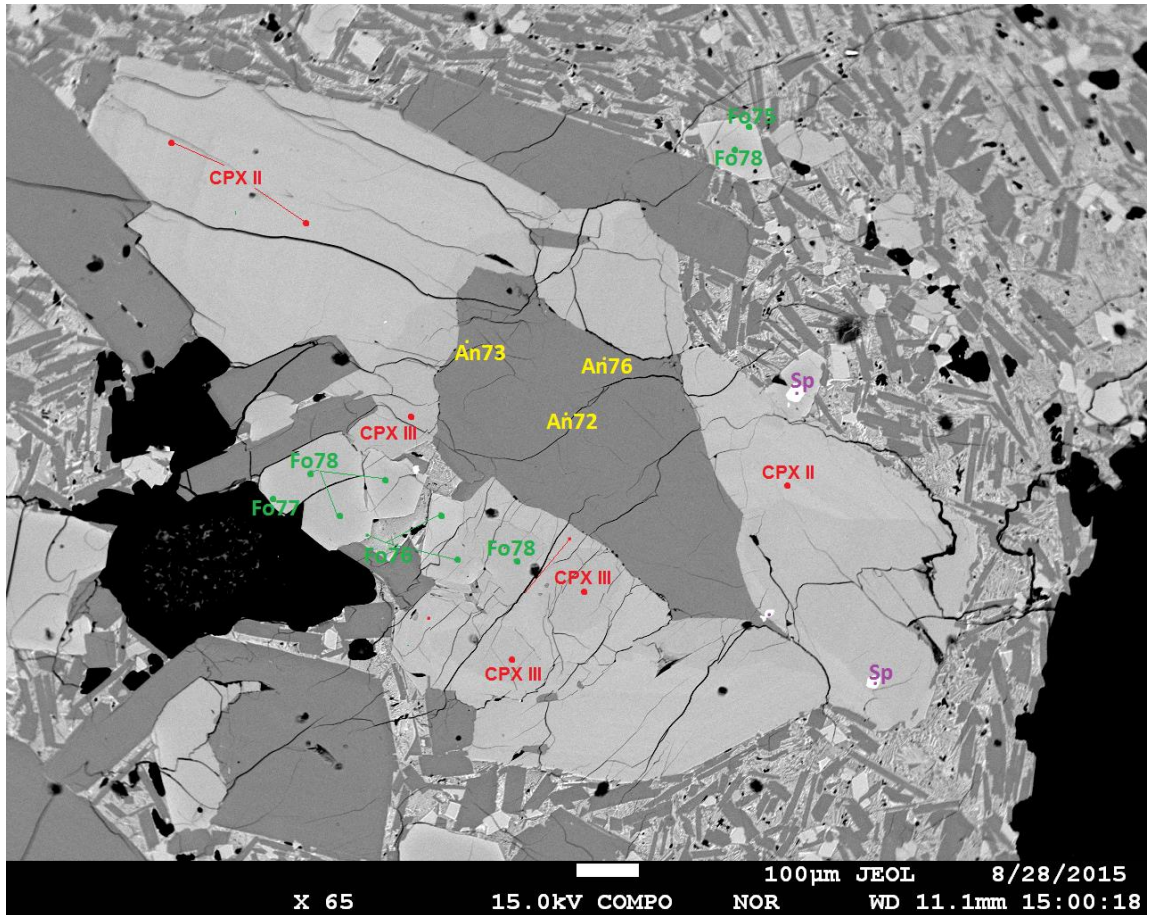 Fo75
Fo78
CPX II
An73
An76
Sp
An72
CPX III
Fo78
CPX II
Fo77
Fo76
Fo78
CPX III
CPX III
Sp
100µm JEOL 8/28/2015
X 65 15.0kV COMPO NOR WD 11.1mm 15:00:18